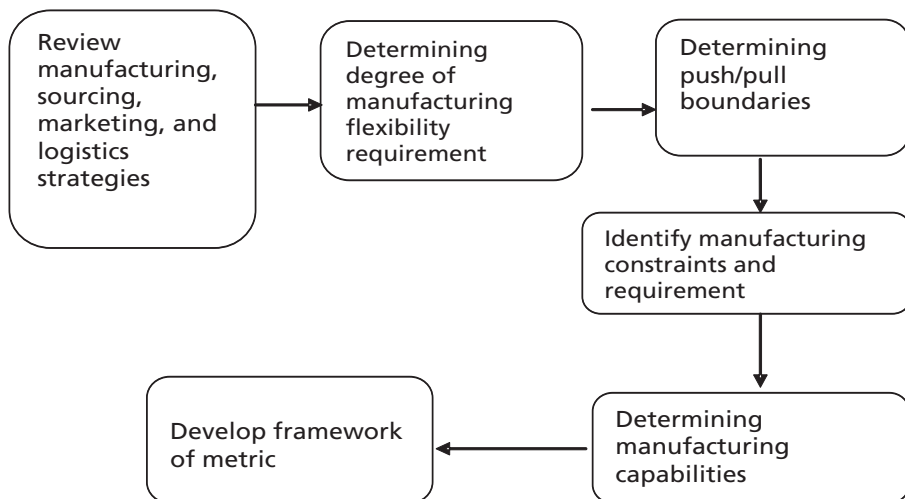 Review
manufacturing,
sourcing,
marketing, and
logistics
strategies
Determining
degree of
manufacturing
flexibility
requirement
Determining
push/pull
boundaries
Identify manufacturing
constraints and
requirement
Determining
manufacturing
capabilities
Develop framework
of metric